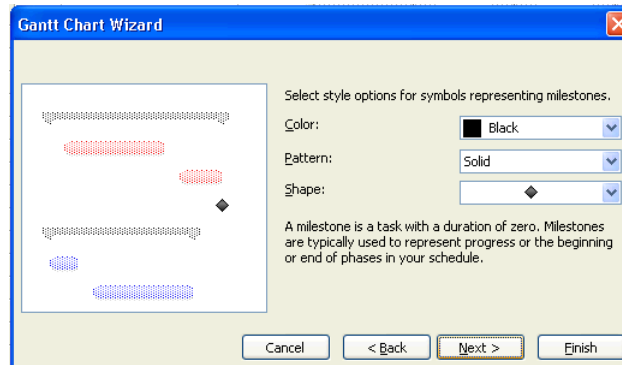 Gantt Chart Wizard
Select style options for symbols representing milestones.
Color:
Black
Pattern:
Solid
Shape:
A milestone is a task with a duration of zero. Milestones
are typically used to represent progress or the beginning
or end of phases in your schedule.
Cancel
< Back
Next >
Finish